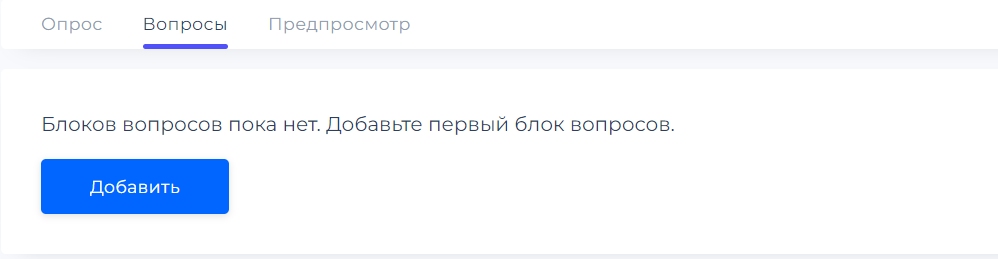 Опрос Вопросы Предпросмотр
Блоков вопросов пока нет. Добавьте первый блок вопросов.
Добавить